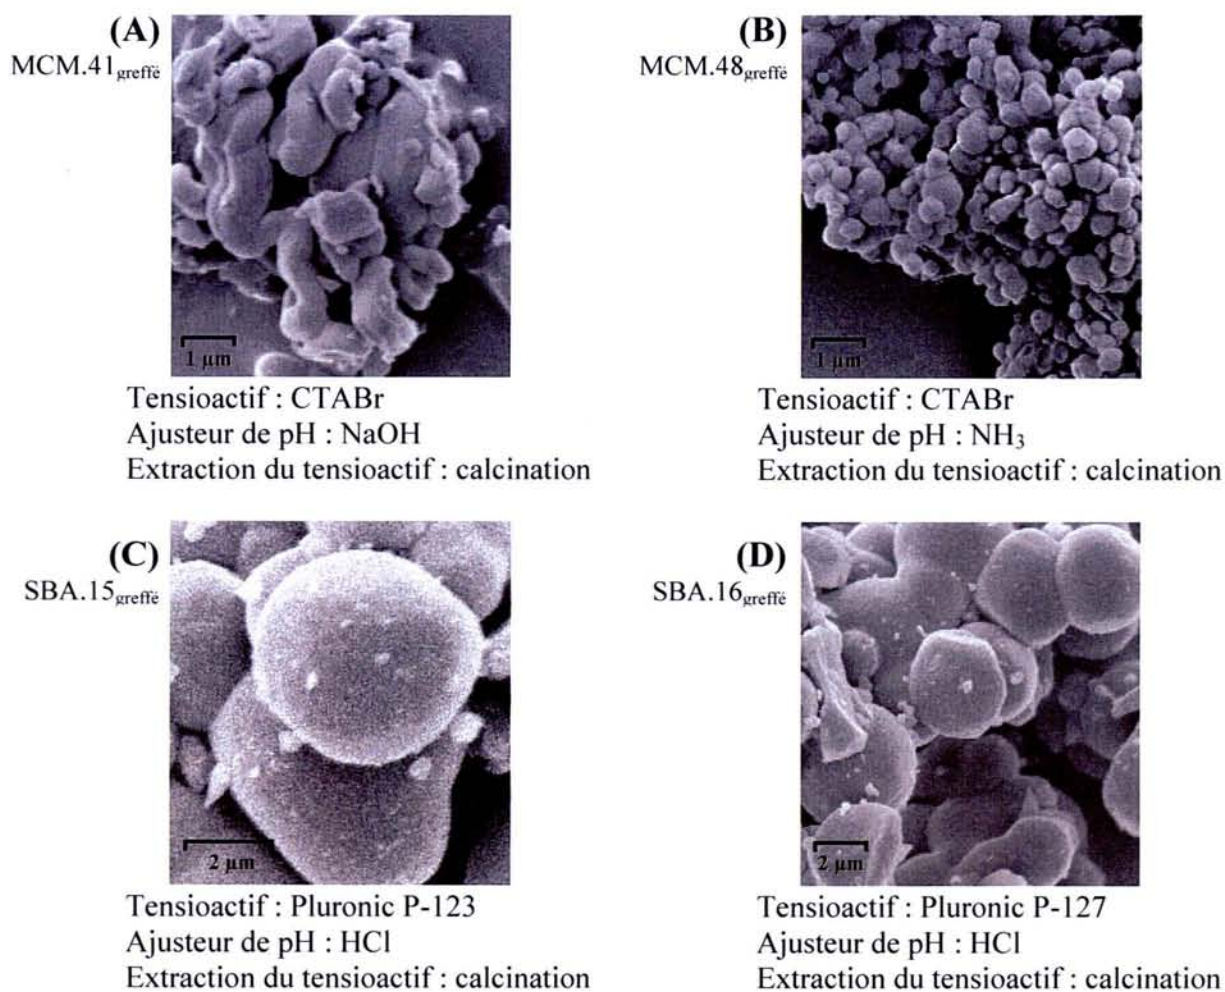 (A)
MCM.41greffé
1 µm
Tensioactif : CTABr
Ajusteur de pH : NaOH
Extraction du tensioactif : calcination
(B)
MCM.48greffé
1 µm
Tensioactif : CTABr
Ajusteur de pH : NH₃
Extraction du tensioactif : calcination
(C)
SBA.15greffé
2 µm
Tensioactif : Pluronic P-123
Ajusteur de pH : HCl
Extraction du tensioactif : calcination
(D)
SBA.16greffé
2 µm
Tensioactif : Pluronic P-127
Ajusteur de pH : HCl
Extraction du tensioactif : calcination